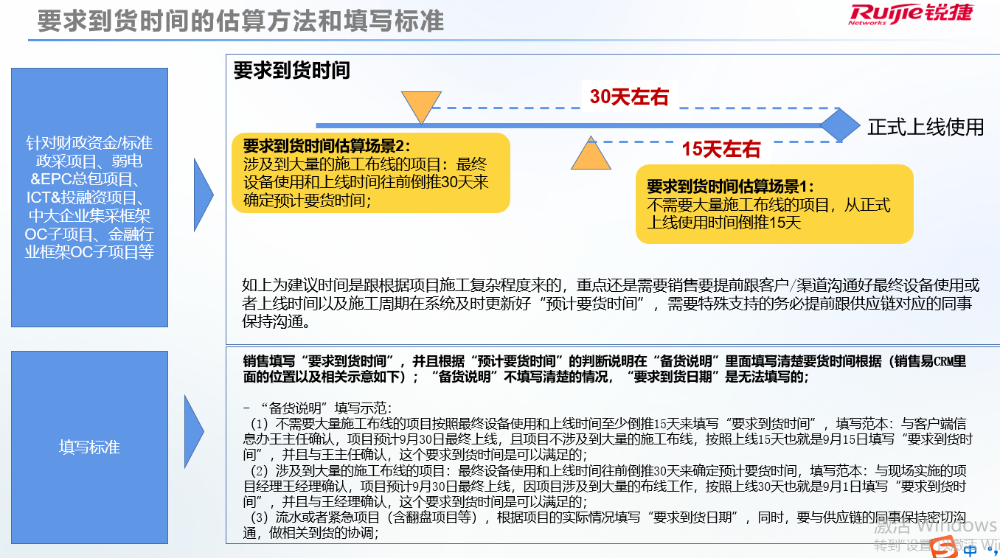 要求到货时间的估算方法和填写标准
Ruijie锐捷
Networks
针对财政资金/标准
政采项目、弱电
&EPC总包项目、
ICT&投融资项目、
中大企业集采框架
OC子项目、金融行
业框架OC子项目等
要求到货时间
30天左右
正式上线使用
15天左右
要求到货时间估算场景2：
涉及到大量的施工布线的项目：最终
设备使用和上线时间往前倒推30天来
确定预计要货时间；
要求到货时间估算场景1：
不需要大量施工布线的项目，从正式
上线使用时间倒推15天
如上为建议时间是跟根据项目施工复杂程度来的，重点还是需要销售要提前跟客户/渠道沟通好最终设备使用或
者上线时间以及施工周期在系统及时更新好“预计要货时间”，需要特殊支持的务必提前跟供应链对应的同事
保持沟通。
填写标准
销售填写“要求到货时间”，并且根据“预计要货时间”的判断说明在“备货说明”里面填写清楚要货时间根据（销售易CRM里
面的位置以及相关示意如下）；“备货说明”不填写清楚的情况，“要求到货日期”是无法填写的；
- “备货说明”填写示范：
（1）不需要大量施工布线的项目按照最终设备使用和上线时间至少倒推15天来填写“要求到货时间”，填写范本：与客户端信
息办王主任确认，项目预计9月30日最终上线，且项目不涉及到大量的施工布线，按照上线15天也就是9月15日填写“要求到货时
间”，并且与王主任确认，这个要求到货时间是可以满足的；
（2）涉及到大量的施工布线的项目：最终设备使用和上线时间往前倒推30天来确定预计要货时间，填写范本：与现场实施的项
目经理王经理确认，项目预计9月30日最终上线，因项目涉及到大量的布线工作，按照上线30天也就是9月1日填写“要求到货时
间”，并且与王经理确认，这个要求到货时间是可以满足的；
（3）流水或者紧急项目（含翻盘项目等），根据项目的实际情况填写“要求到货日期”，同时，要与供应链的同事保持密切沟
通，做相关到货的协调；
激活 Windows
转到“设置”以激活 Wi
中